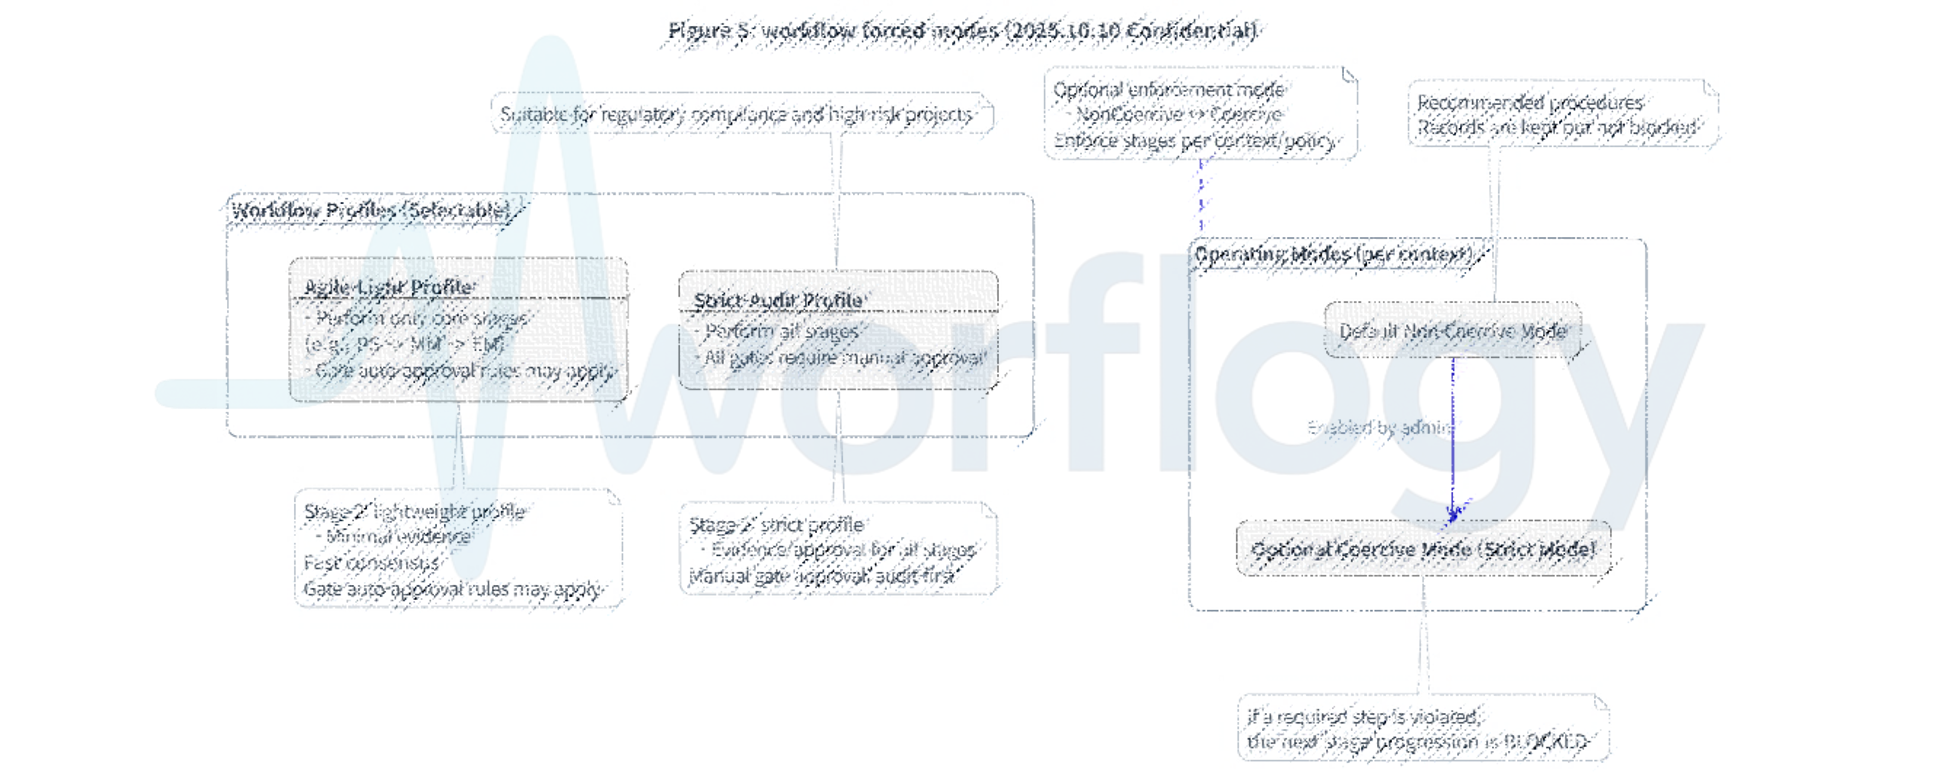 Figure 5: workflow forced modes (2025.10.10 Confidential)
Suitable for regulatory compliance and high-risk projects
Optional enforcement mode
- NonCoercive ↔ Coercive
Enforce stages per context/policy
Recommended procedures
Records are kept but not blocked
Workflow Profiles (Selectable)
Agile-Light Profile
- Perform only core stages
(e.g., PS -> MM -> EM)
- Gate auto-approval rules may apply
Strict-Audit Profile
- Perform all stages
- All gates require manual approval
Operating Modes (per context)
Default Non-Coercive Mode
Enabled by admin
Optional Coercive Mode (Strict Mode)
Stage-2' lightweight profile
- Minimal evidence
Fast consensus
Gate auto-approval rules may apply
Stage-2' strict profile
- Evidence/approval for all stages
Manual gate approval, audit-first
If a required step is violated,
the next stage progression is BLOCKED
worflogy